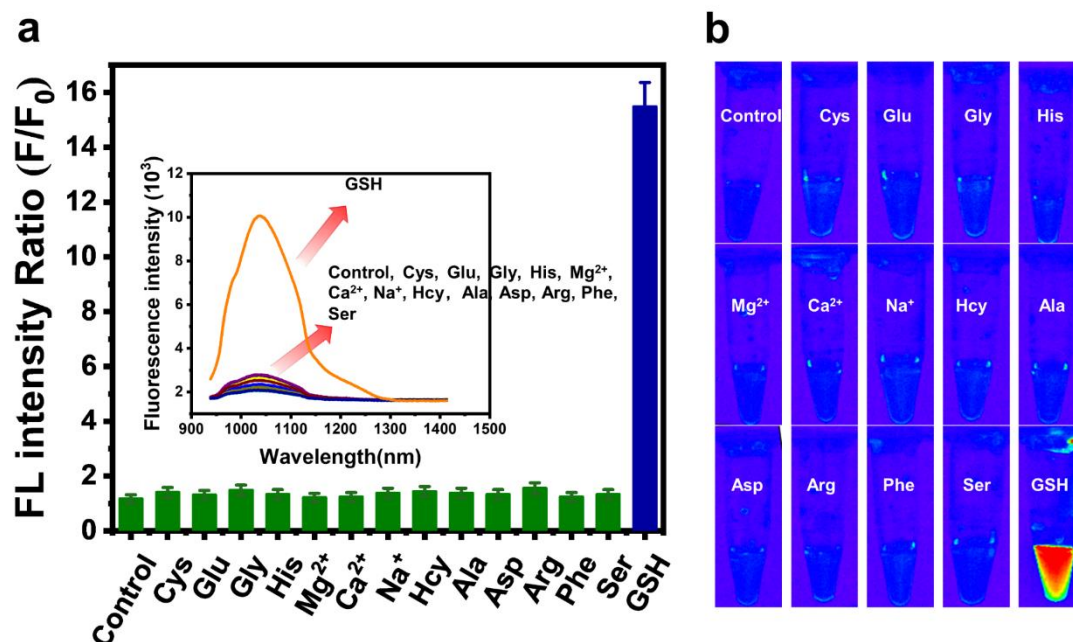 a
FL intensity Ratio (F/F₀)
16
14
12
10
8
6
4
2
0
Control
Cys
Glu
Gly
His
Mg²⁺
Ca²⁺
Na⁺
Hcy
Ala
Asp
Arg
Phe
Ser
GSH
Fluorescence intensity (10³)
12
10
8
6
4
2
900 1000 1100 1200 1300 1400 1500
Wavelength(nm)
GSH
Control, Cys, Glu, Gly, His, Mg²⁺,
Ca²⁺, Na⁺, Hcy, Ala, Asp, Arg, Phe,
Ser
b
Control Cys Glu Gly His
Mg²⁺ Ca²⁺ Na⁺ Hcy Ala
Asp Arg Phe Ser GSH